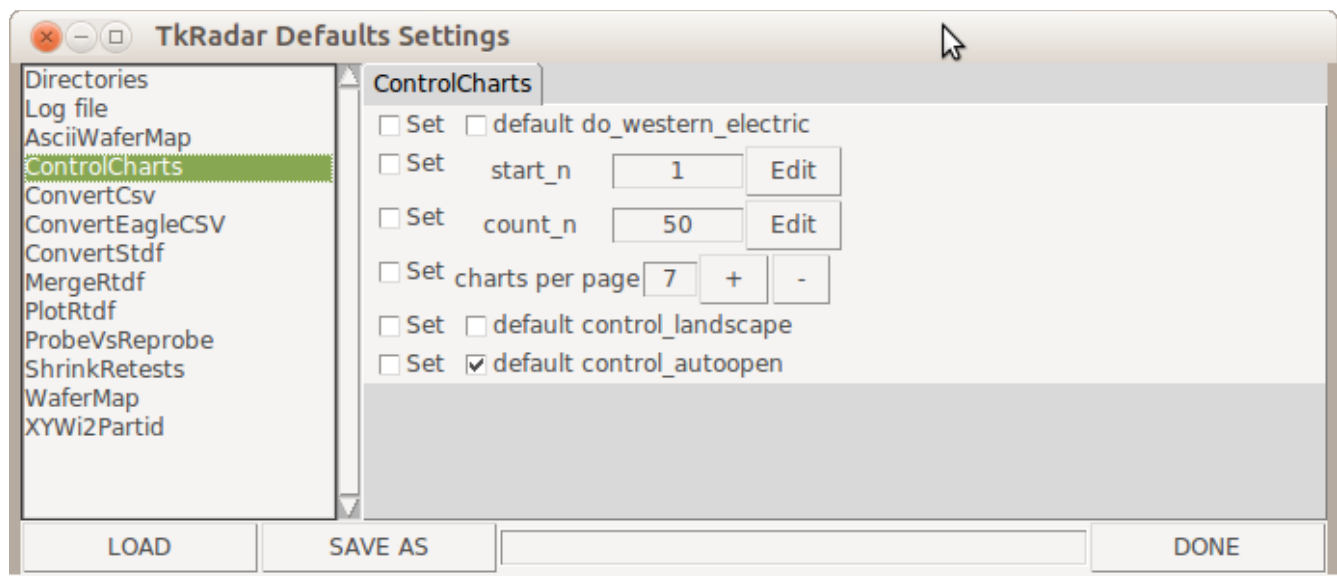 TkRadar Defaults Settings
Directories
Log file
AsciiWaferMap
ControlCharts
ConvertCsv
ConvertEagleCSV
ConvertStdf
MergeRtdf
PlotRtdf
ProbeVsReprobe
ShrinkRetests
WaferMap
XYWi2Partid
ControlCharts
Set default do_western_electric
Set start_n 1 Edit
Set count_n 50 Edit
Set charts per page 7 + -
Set default control_landscape
Set default control_autoopen
LOAD SAVE AS DONE